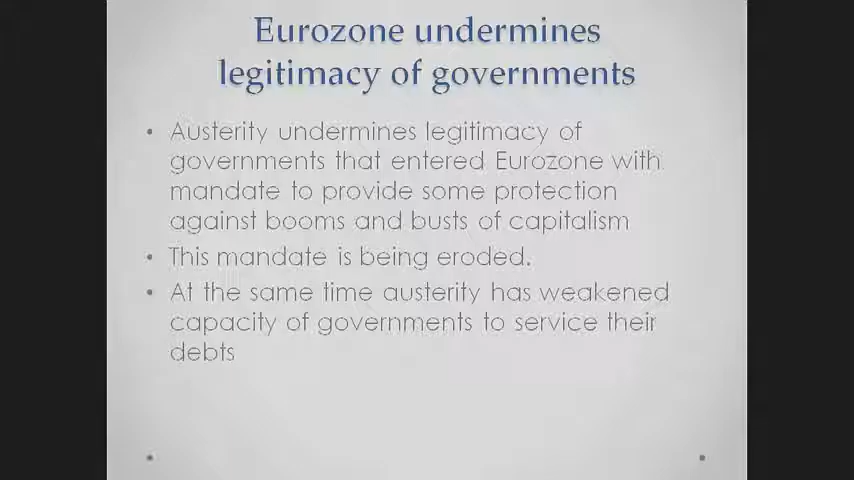 Eurozone undermines
legitimacy of governments
• Austerity undermines legitimacy of
governments that entered Eurozone with
mandate to provide some protection
against booms and busts of capitalism
• This mandate is being eroded.
• At the same time austerity has weakened
capacity of governments to service their
debts